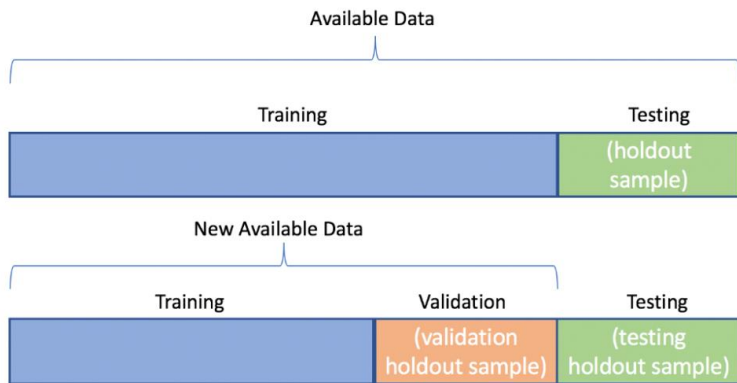 Available Data
Training
Testing
(holdout
sample)
New Available Data
Training
Validation
Testing
(validation
holdout sample)
(testing
holdout sample)